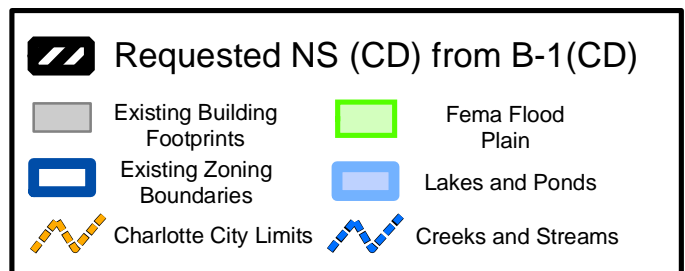 Requested NS (CD) from B-1(CD)
Existing Building
Footprints
Fema Flood
Plain
Existing Zoning
Boundaries
Lakes and Ponds
Charlotte City Limits
Creeks and Streams